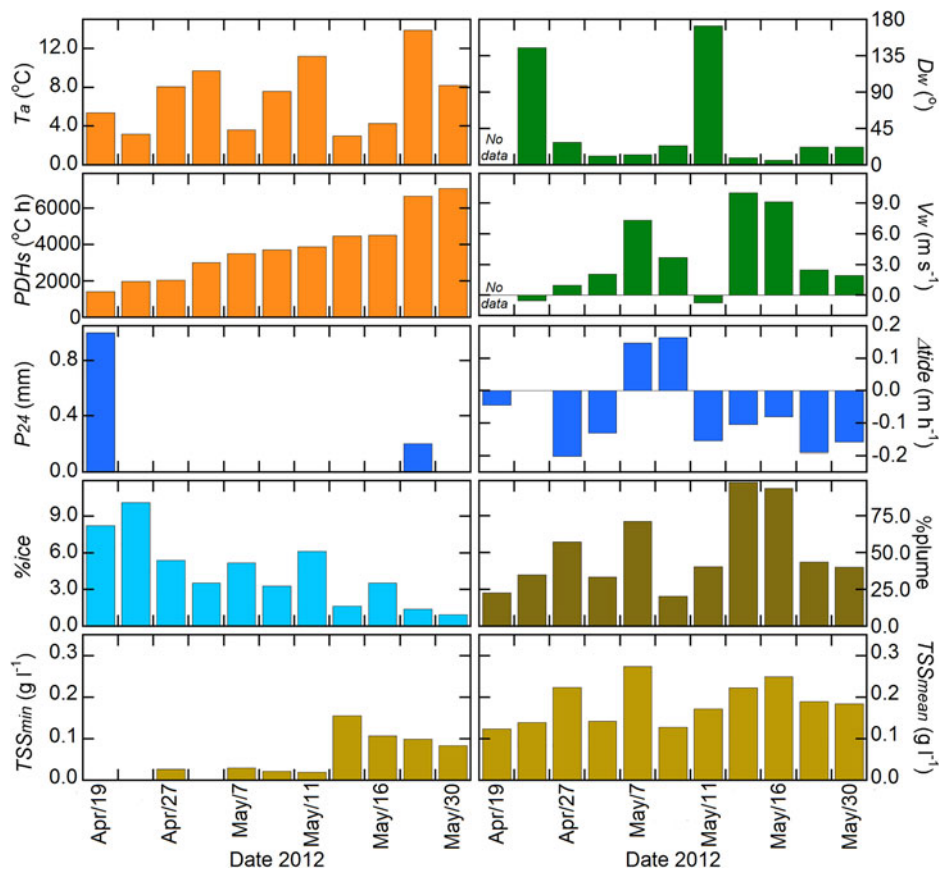 Ta (°C)
12.0
8.0
4.0
0.0
No
data
180
135
90
45
0
Dw (°)
PDHs (°C h)
6000
4000
2000
0
No
data
9.0
6.0
3.0
0.0
Vw (m s⁻¹)
P24 (mm)
0.8
0.4
0.0
0.2
0.1
0.0
-0.1
-0.2
Δtide (m h⁻¹)
%ice
9.0
6.0
3.0
0.0
75.0
50.0
25.0
0.0
%plume
TSSmin (g l⁻¹)
0.3
0.2
0.1
0.0
0.3
0.2
0.1
0.0
TSSmean (g l⁻¹)
Apr/19
Apr/27
May/7
May/11
May/16
May/30
Apr/19
Apr/27
May/7
May/11
May/16
May/30
Date 2012
Date 2012